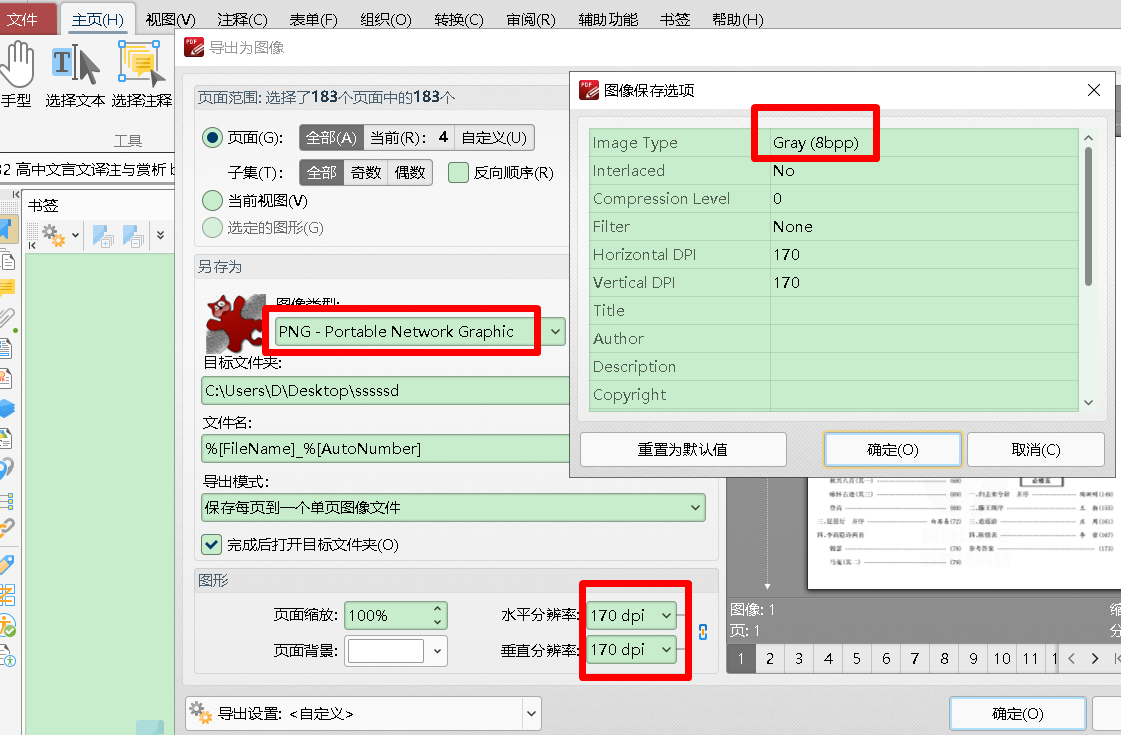 文件 主页(H) 视图(V) 注释(C) 表单(F) 组织(O) 转换(C) 审阅(R) 辅助功能 书签 帮助(H)
手型 选择文本 选择注释
工具
32 高中文言文译注与赏析
书签
导出为图像
页面范围: 选择了183个页面中的183个
页面(G): 全部(A) 当前(R): 4 自定义(U)
子集(T): 全部 奇数 偶数 反向顺序(R)
当前视图(V)
选定的图形(G)
另存为
图像类型:
PNG - Portable Network Graphic
目标文件夹:
C:\Users\D\Desktop\sssssd
文件名:
%[FileName]_%[AutoNumber]
导出模式:
保存每页到一个单页图像文件
完成后打开目标文件夹(O)
图形
页面缩放: 100% 水平分辨率: 170 dpi
页面背景: 垂直分辨率: 170 dpi
导出设置: <自定义>
图像保存选项
Image Type Gray (8bpp)
Interlaced No
Compression Level 0
Filter None
Horizontal DPI 170
Vertical DPI 170
Title
Author
Description
Copyright
重置为默认值 确定(O) 取消(C)
图像: 1
页: 1
1 2 3 4 5 6 7 8 9 10 11 1
确定(O)